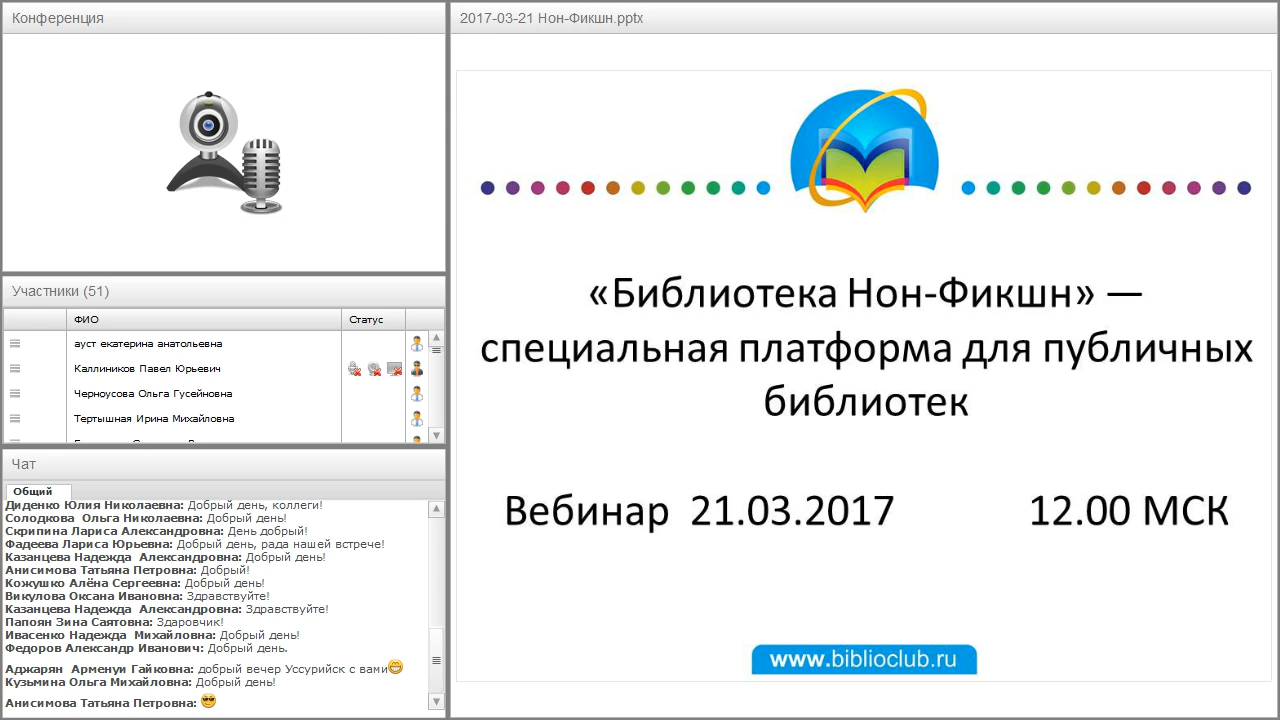 Конференция
Участники (51)
ФИО Статус
ауст екатерина анатольевна
Каллиников Павел Юрьевич
Черноусова Ольга Гусейновна
Тертышная Ирина Михайловна
Чат
Общий
Диденко Юлия Николаевна: Добрый день, коллеги!
Солодкова Ольга Николаевна: Добрый день!
Скрипина Лариса Александровна: День добрый!
Фадеева Лариса Юрьевна: Добрый день, рада нашей встрече!
Казанцева Надежда Александровна: Добрый день!
Анисимова Татьяна Петровна: Добрый!
Кожушко Алёна Сергеевна: Добрый день!
Викулова Оксана Ивановна: Здравствуйте!
Казанцева Надежда Александровна: Здравствуйте!
Папоян Зина Саятовна: Здаровчик!
Ивасенко Надежда Михайловна: Добрый день!
Федоров Александр Иванович: Добрый день.
Аджарян Арменуи Гайковна: добрый вечер Уссурийск с вами
Кузьмина Ольга Михайловна: Добрый день!
Анисимова Татьяна Петровна:
2017-03-21 Нон-Фикшн.pptx
«Библиотека Нон-Фикшн» —
специальная платформа для публичных
библиотек
Вебинар 21.03.2017 12.00 МСК
www.biblioclub.ru